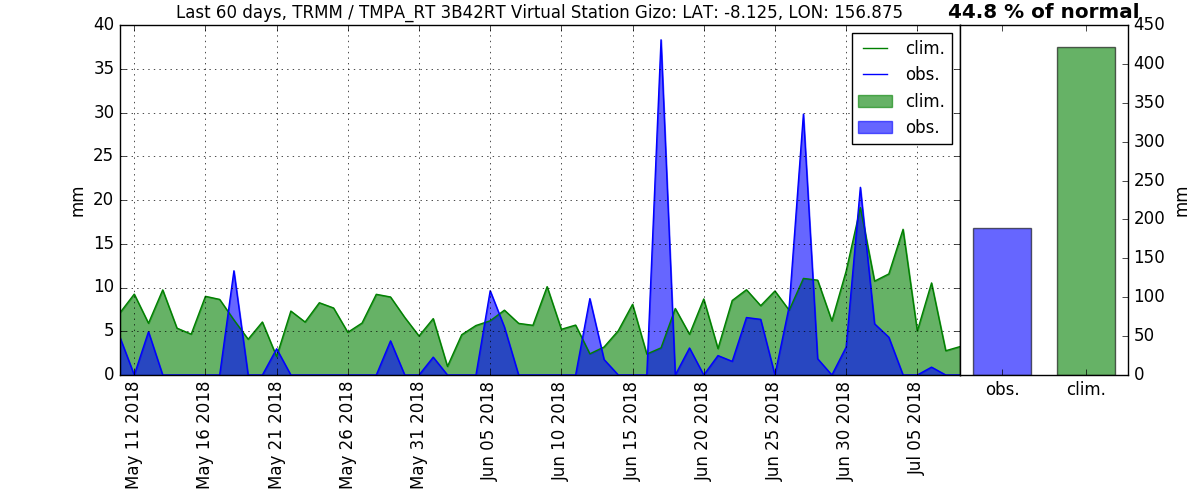 Last 60 days, TRMM / TMPA_RT 3B42RT Virtual Station Gizo: LAT: -8.125, LON: 156.875
44.8 % of normal
40
35
30
25
20
15
10
5
0
mm
clim.
obs.
clim.
obs.
May 11 2018
May 16 2018
May 21 2018
May 26 2018
May 31 2018
Jun 05 2018
Jun 10 2018
Jun 15 2018
Jun 20 2018
Jun 25 2018
Jun 30 2018
Jul 05 2018
450
400
350
300
250
200
150
100
50
0
mm
obs.
clim.